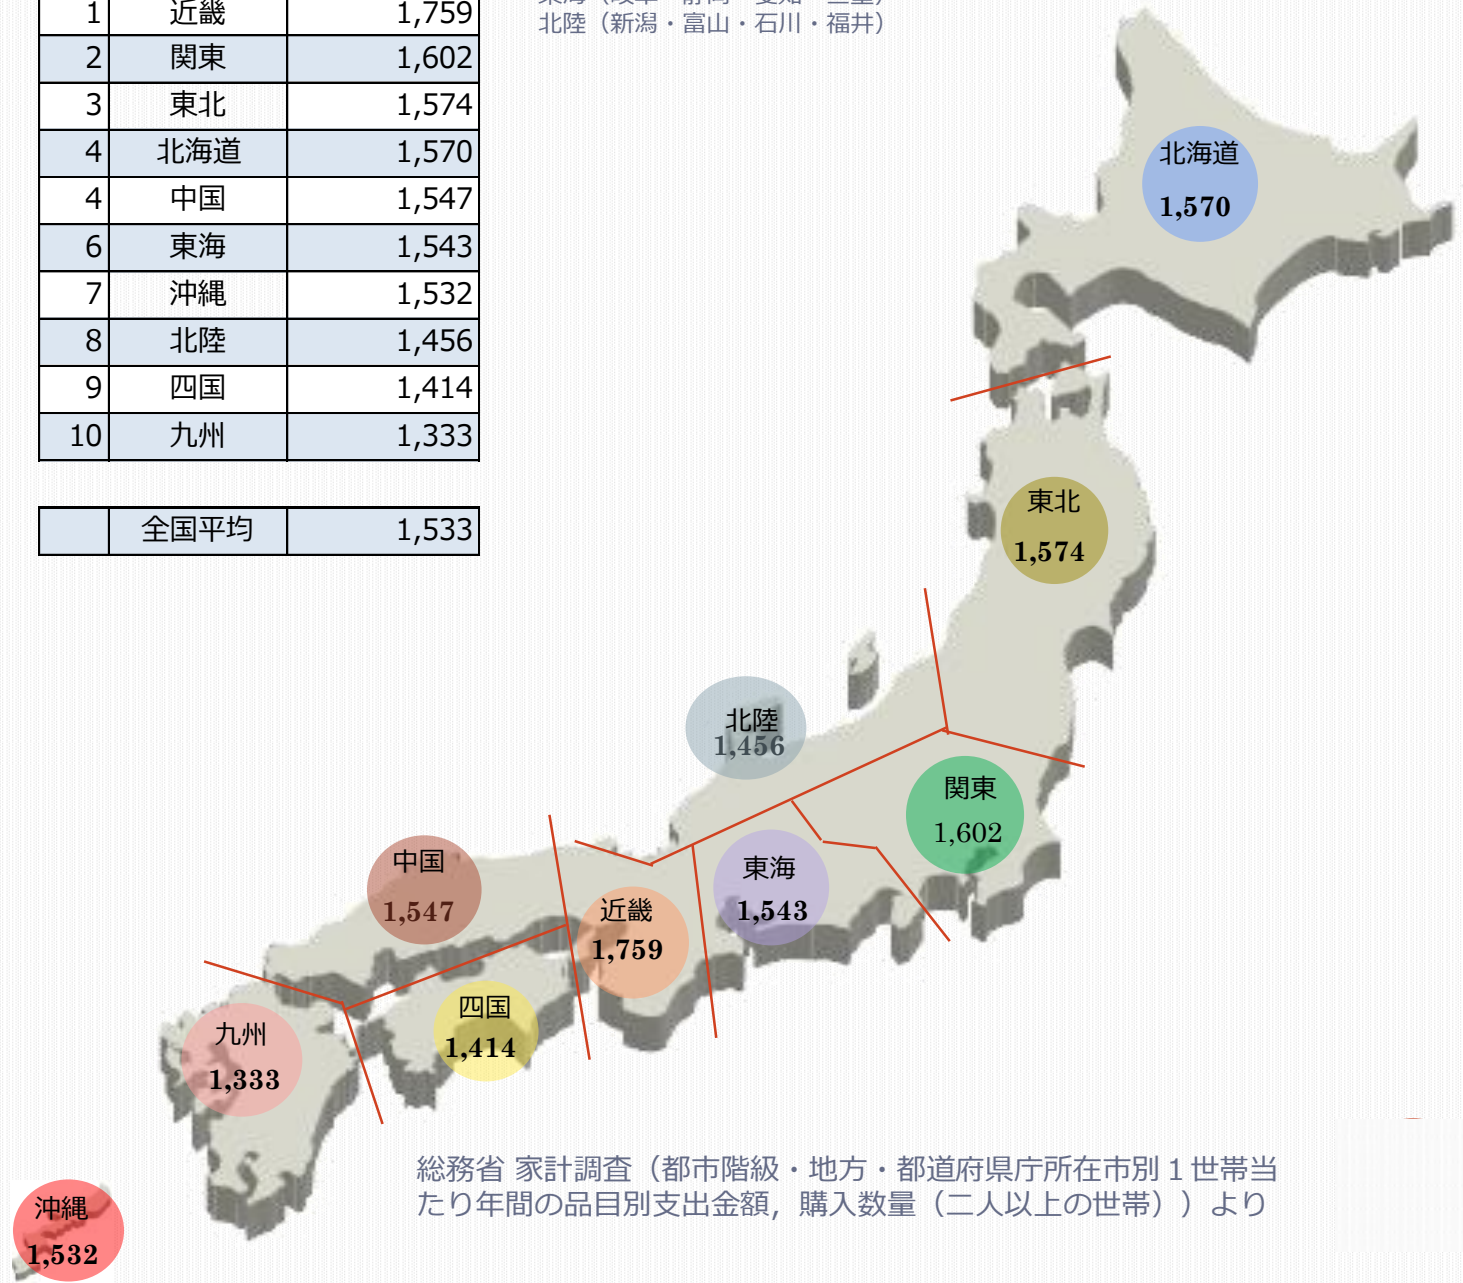 1 近畿 1,759
2 関東 1,602
3 東北 1,574
4 北海道 1,570
4 中国 1,547
6 東海 1,543
7 沖縄 1,532
8 北陸 1,456
9 四国 1,414
10 九州 1,333
全国平均 1,533
北陸（新潟・富山・石川・福井）
北海道
1,570
東北
1,574
北陸
1,456
関東
1,602
中国
1,547
東海
1,543
近畿
1,759
四国
1,414
九州
1,333
沖縄
1,532
総務省 家計調査（都市階級・地方・都道府県庁所在市別１世帯当
たり年間の品目別支出金額，購入数量（二人以上の世帯））より